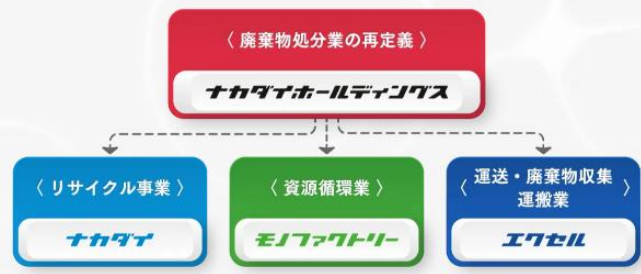 〈 廃棄物処分業の再定義 〉
ナカダイホールディングス
〈 リサイクル事業 〉
ナカダイ
〈 資源循環業 〉
モノファクトリー
〈 運送・廃棄物収集
運搬業 〉
エクセル